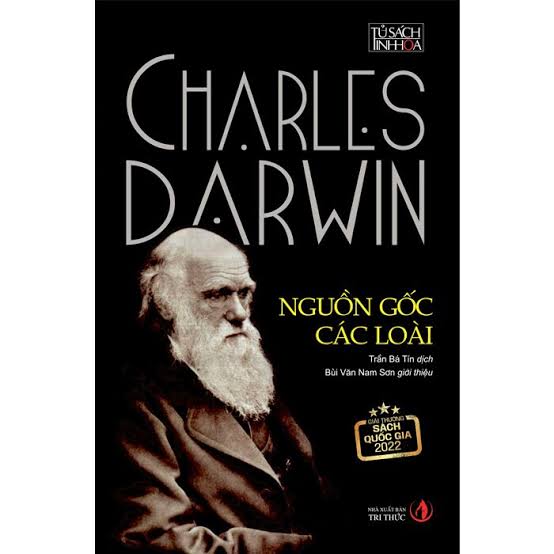 TỦ SÁCH
TINH HOA
CHARLES
DARWIN
NGUỒN GỐC
CÁC LOÀI
Trần Bá Tín dịch
Bùi Văn Nam Sơn giới thiệu
GIẢI THƯỞNG
SÁCH
QUỐC GIA
2022
NHÀ XUẤT BẢN
TRI THỨC